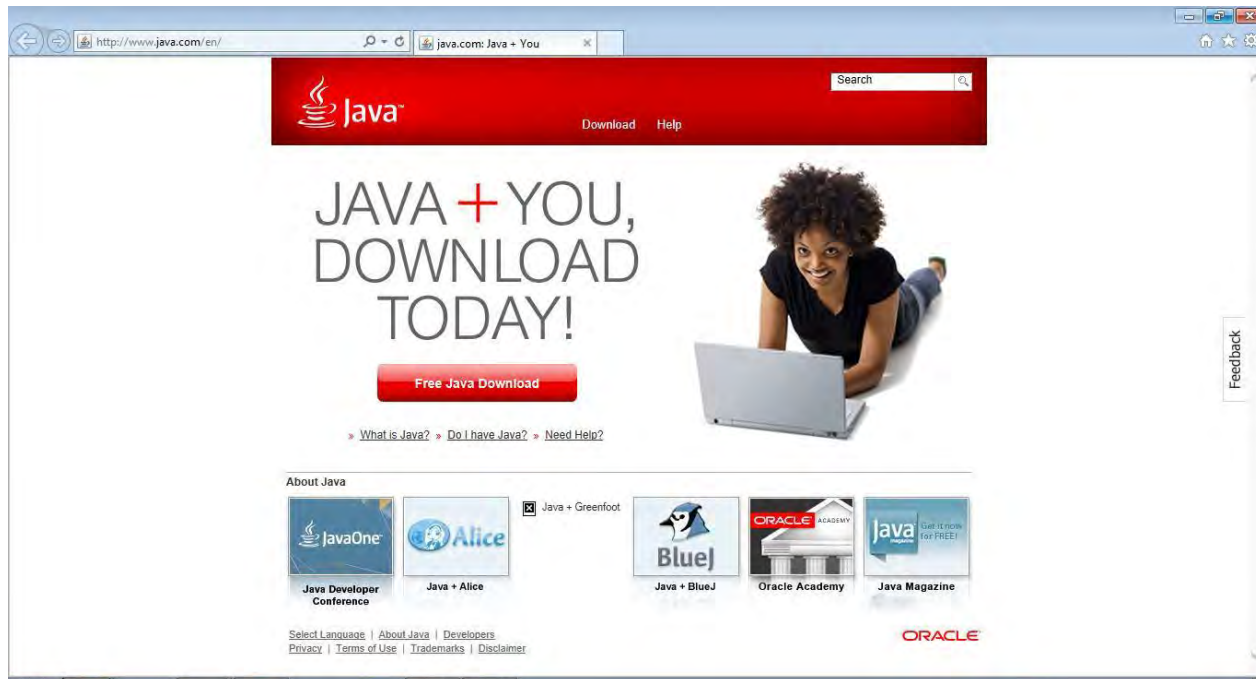 http://www.java.com/en/
java.com: Java + You
Search
Java™
Download Help
JAVA + YOU,
DOWNLOAD
TODAY!
Free Java Download
» What is Java? » Do I have Java? » Need Help?
Feedback
About Java
JavaOne
Java Developer
Conference
Alice
Java + Alice
Java + Greenfoot
BlueJ
Java + BlueJ
ORACLE ACADEMY
Oracle Academy
Java magazine
Get it now
for FREE!
Java Magazine
Select Language | About Java | Developers
Privacy | Terms of Use | Trademarks | Disclaimer
ORACLE